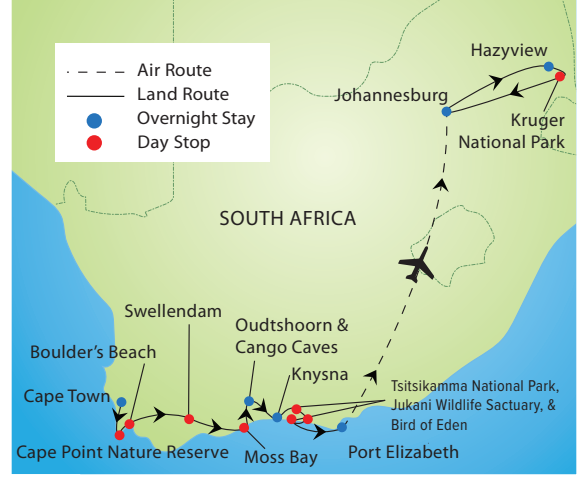 Hazyview
Air Route
Land Route
Overnight Stay
Day Stop
Johannesburg
Kruger
National Park
SOUTH AFRICA
Swellendam
Oudtshoorn &
Cango Caves
Boulder's Beach
Knysna
Cape Town
Tsitsikamma National Park,
Jukani Wildlife Sactuary, &
Bird of Eden
Cape Point Nature Reserve
Moss Bay
Port Elizabeth